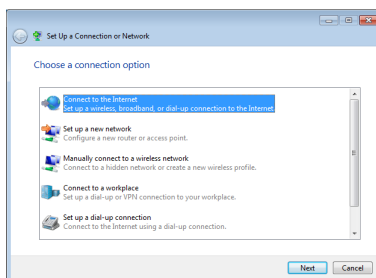 Set Up a Connection or Network
Choose a connection option
Connect to the Internet
Set up a wireless, broadband, or dial-up connection to the Internet.
Set up a new network
Configure a new router or access point.
Manually connect to a wireless network
Connect to a hidden network or create a new wireless profile.
Connect to a workplace
Set up a dial-up or VPN connection to your workplace.
Set up a dial-up connection
Connect to the Internet using a dial-up connection.
Next Cancel